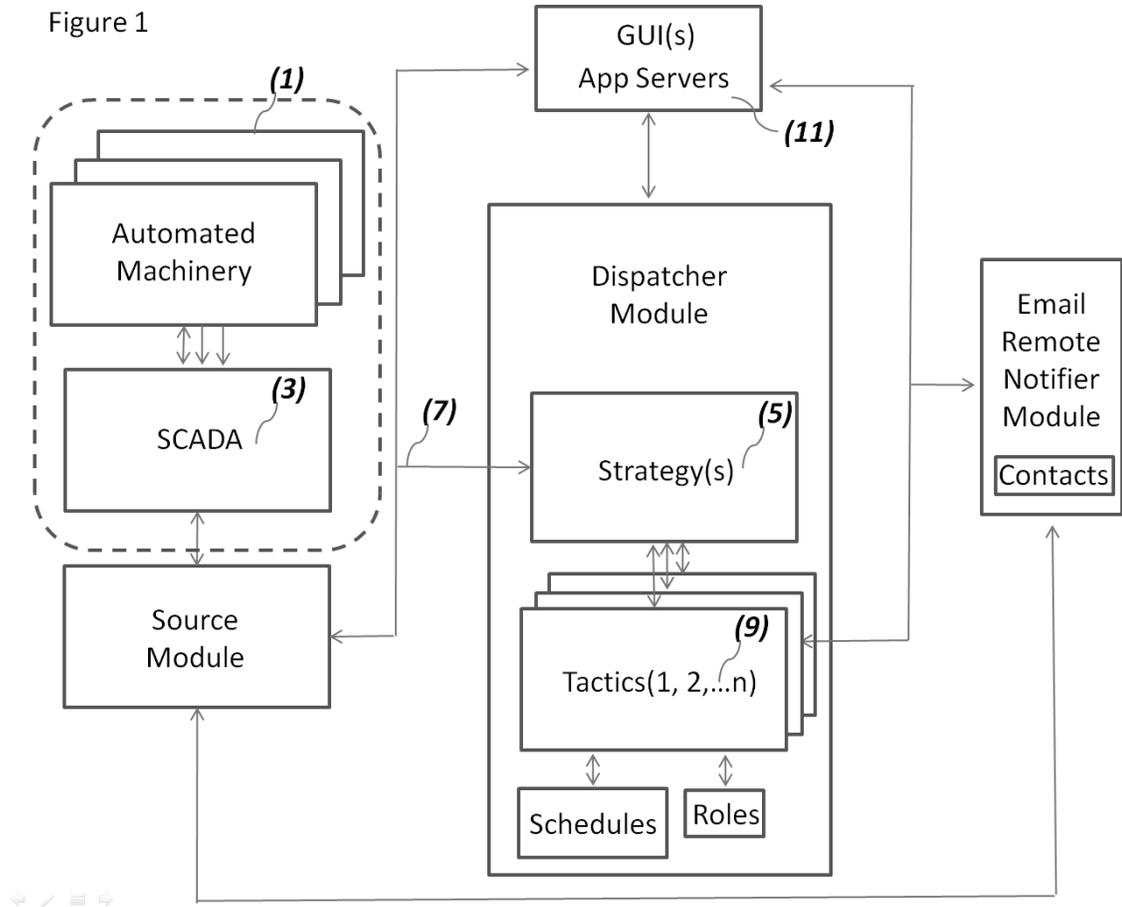 Figure 1
GUI(s)
App Servers
(11)
(1)
Automated
Machinery
(3)
SCADA
(7)
Source
Module
Dispatcher
Module
(5)
Strategy(s)
(9)
Tactics(1, 2,...n)
Schedules
Roles
Email
Remote
Notifier
Module
Contacts